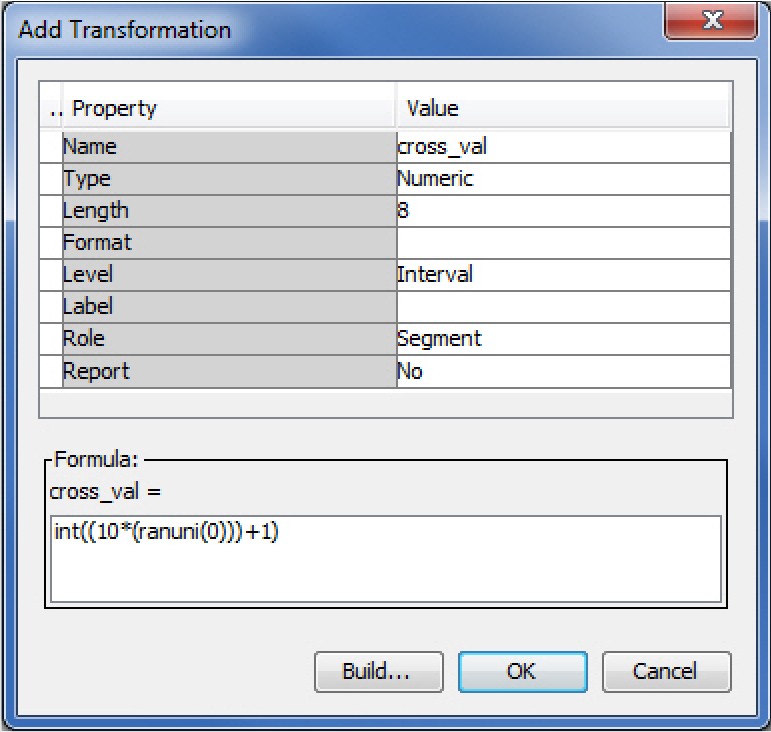 Add Transformation
.. Property Value
Name cross_val
Type Numeric
Length 8
Format
Level Interval
Label
Role Segment
Report No
Formula:
cross_val =
int((10*(ranuni(0)))+1)
Build... OK Cancel